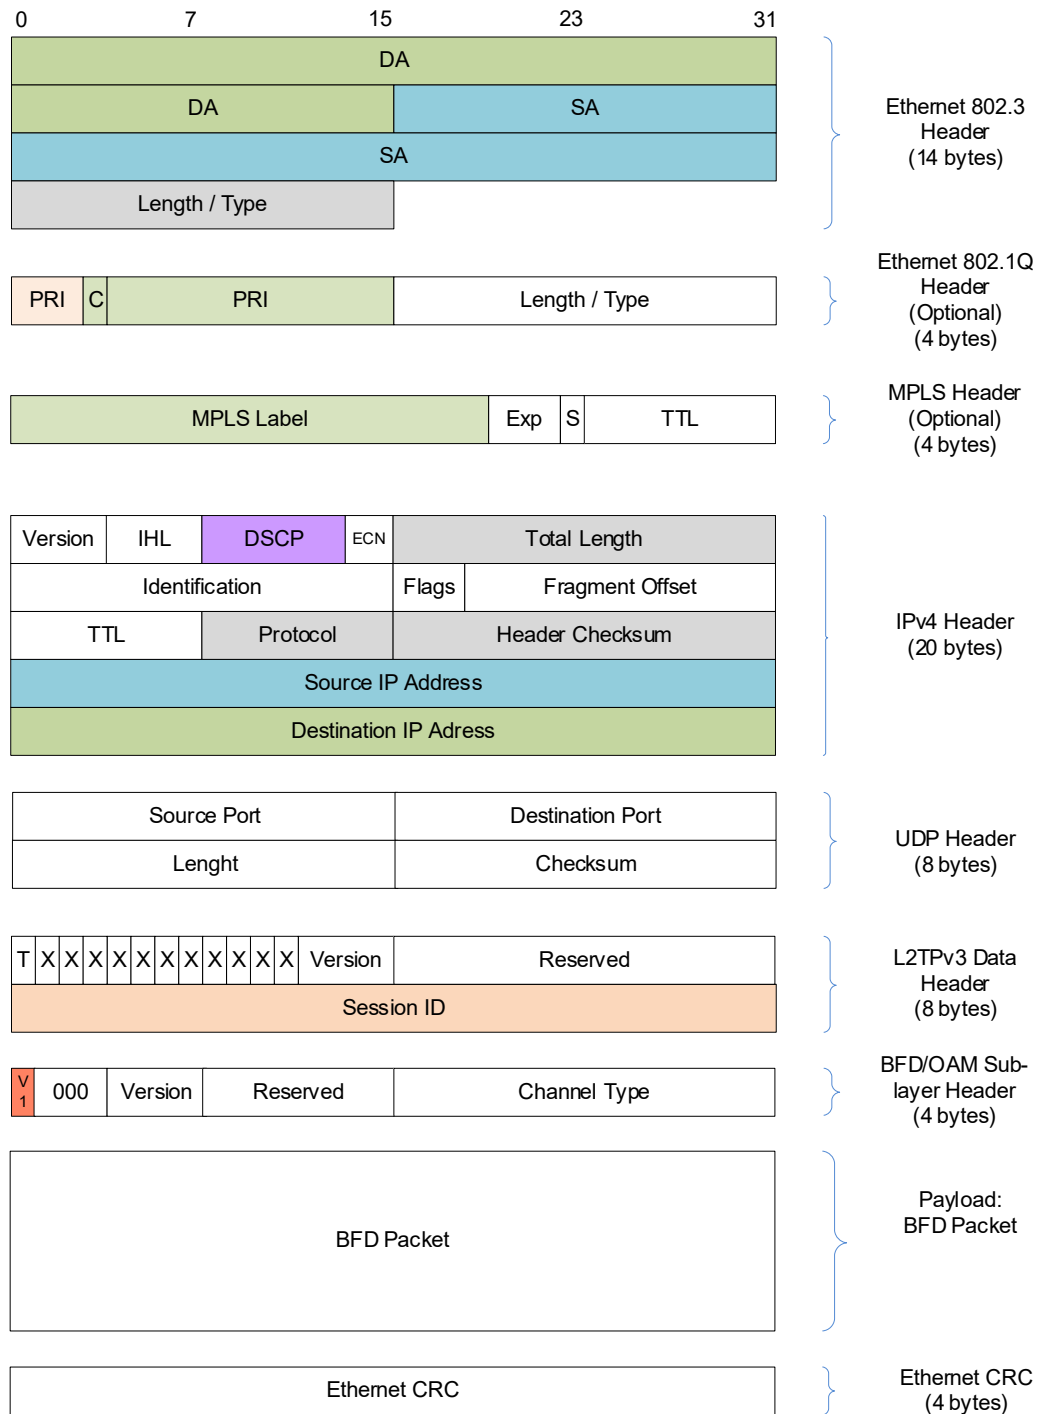 0 7 15 23 31
DA
DA SA
SA
Length / Type
Ethernet 802.3
Header
(14 bytes)
PRI C PRI Length / Type
Ethernet 802.1Q
Header
(Optional)
(4 bytes)
MPLS Label Exp S TTL
MPLS Header
(Optional)
(4 bytes)
Version IHL DSCP ECN Total Length
Identification Flags Fragment Offset
TTL Protocol Header Checksum
Source IP Address
Destination IP Adress
IPv4 Header
(20 bytes)
Source Port Destination Port
Lenght Checksum
UDP Header
(8 bytes)
T X X X X X X X X X X X Version Reserved
Session ID
L2TPv3 Data
Header
(8 bytes)
V
1
000 Version Reserved Channel Type
BFD/OAM Sub-
layer Header
(4 bytes)
BFD Packet
Payload:
BFD Packet
Ethernet CRC
Ethernet CRC
(4 bytes)